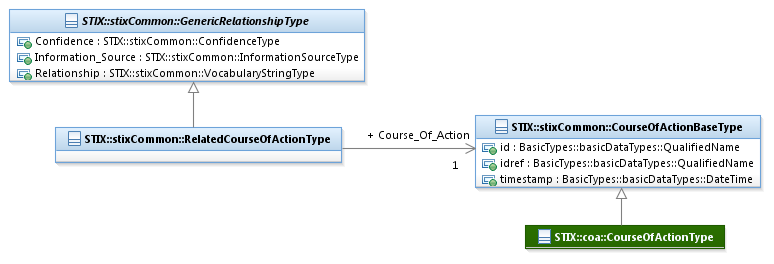 STIX::stixCommon::GenericRelationshipType
Confidence : STIX::stixCommon::ConfidenceType
Information_Source : STIX::stixCommon::InformationSourceType
Relationship : STIX::stixCommon::VocabularyStringType
STIX::stixCommon::RelatedCourseOfActionType
+ Course_Of_Action
1
STIX::stixCommon::CourseOfActionBaseType
id : BasicTypes::basicDataTypes::QualifiedName
idref : BasicTypes::basicDataTypes::QualifiedName
timestamp : BasicTypes::basicDataTypes::DateTime
STIX::coa::CourseOfActionType